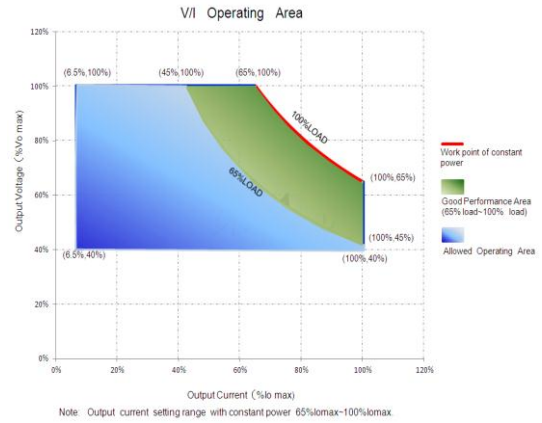 V/I Operating Area
120%
(6.5%,100%) (45%,100%) (65%,100%)
100%
100%LOAD
Work point of constant
power
80%
Good Performance Area
(65% load~100% load)
Output Voltage (%Vo max)
65%LOAD
(100%,65%)
60%
Allowed Operating Area
(100%,45%)
40%
(6.5%,40%)
(100%,40%)
20%
0%
0% 20% 40% 60% 80% 100% 120%
Output Current (%Io max)
Note: Output current setting range with constant power 65%Iomax~100%Iomax.